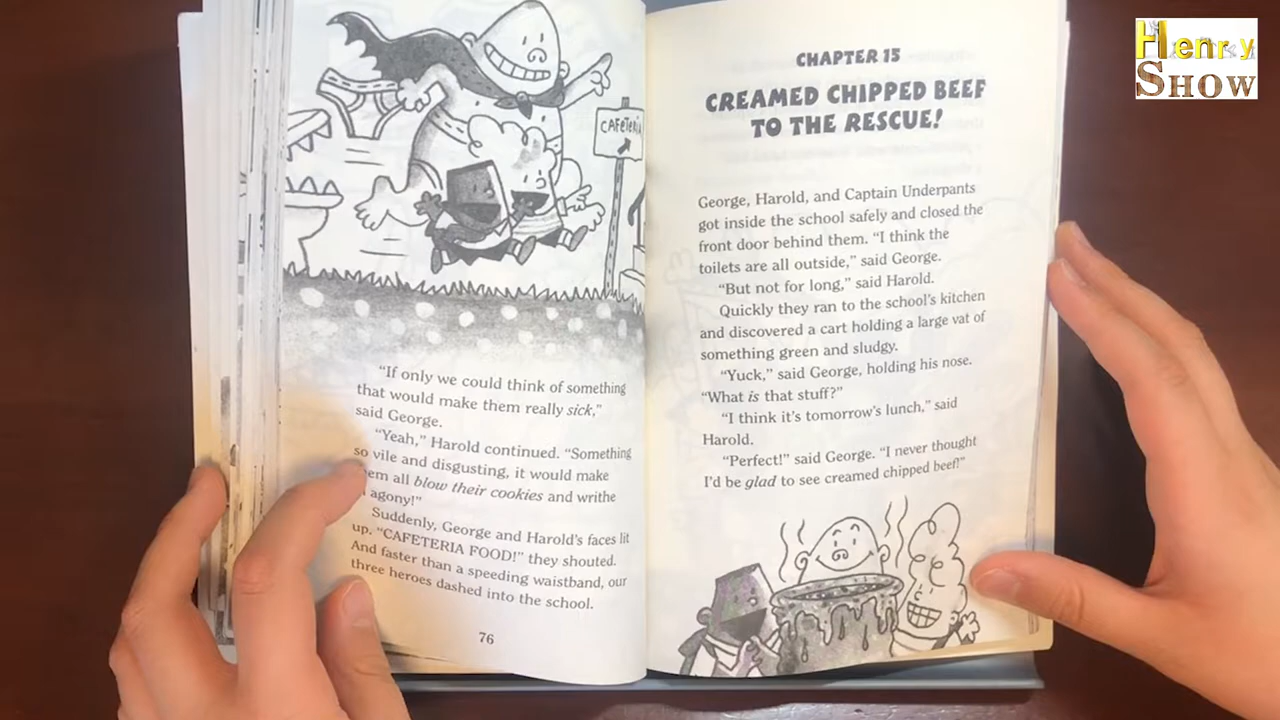 CAFETERIA
"If only we could think of something
that would make them really sick,"
said George.
"Yeah," Harold continued. "Something
so vile and disgusting, it would make
em all blow their cookies and writhe
agony!"
Suddenly, George and Harold's faces lit
up. "CAFETERIA FOOD!" they shouted.
And faster than a speeding waistband, our
three heroes dashed into the school.
76
CHAPTER 15
CREAMED CHIPPED BEEF
TO THE RESCUE!
George, Harold, and Captain Underpants
got inside the school safely and closed the
front door behind them. "I think the
toilets are all outside," said George.
"But not for long," said Harold.
Quickly they ran to the school's kitchen
and discovered a cart holding a large vat of
something green and sludgy.
"Yuck," said George, holding his nose.
"What is that stuff?"
"I think it's tomorrow's lunch," said
Harold.
"Perfect!" said George. "I never thought
I'd be glad to see creamed chipped beef!"
Henry
SHOW